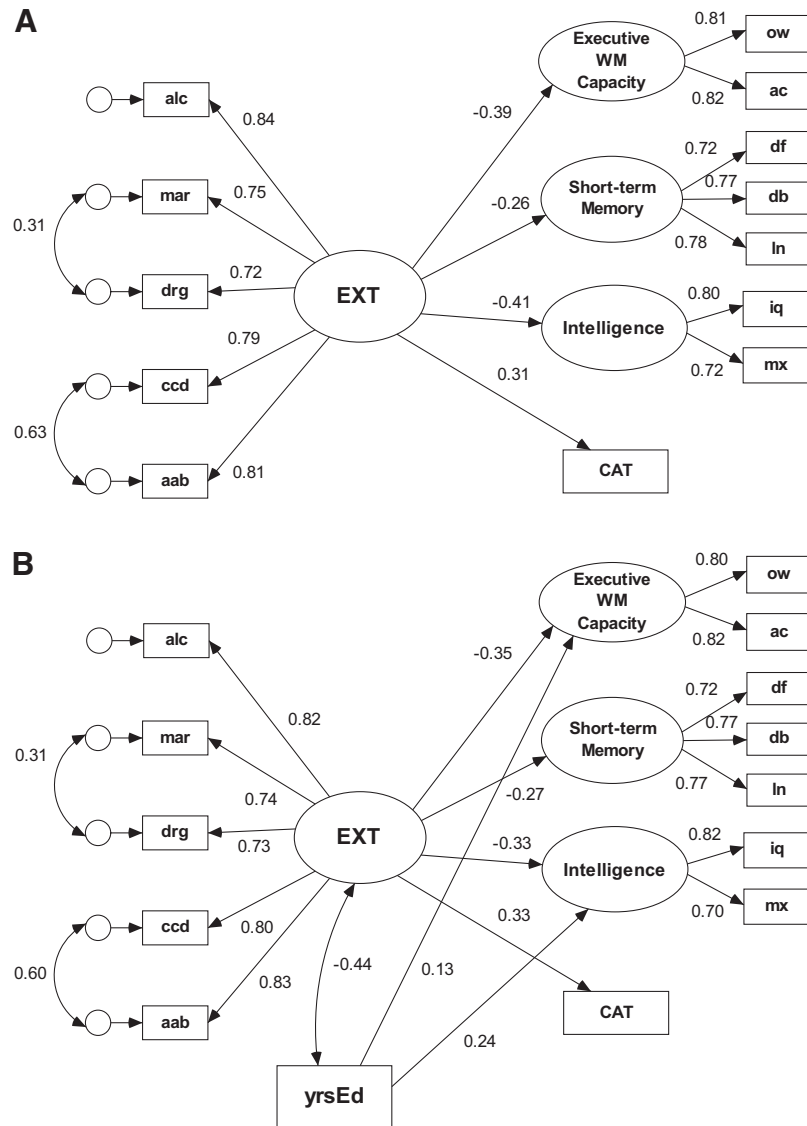 A
alc
0.84
mar
0.75
0.31
drg
0.72
EXT
ccd
0.79
0.63
aab
0.81
-0.39
Executive
WM
Capacity
0.81
ow
0.82
ac
-0.26
Short-term
Memory
0.72
df
0.77
db
0.78
ln
-0.41
Intelligence
0.80
iq
0.72
mx
0.31
CAT
B
alc
0.82
mar
0.74
0.31
drg
0.73
EXT
ccd
0.80
0.60
aab
0.83
-0.44
yrsEd
-0.35
Executive
WM
Capacity
0.80
ow
0.82
ac
-0.27
Short-term
Memory
0.72
df
0.77
db
0.77
ln
-0.33
Intelligence
0.82
iq
0.70
mx
0.33
CAT
0.13
0.24